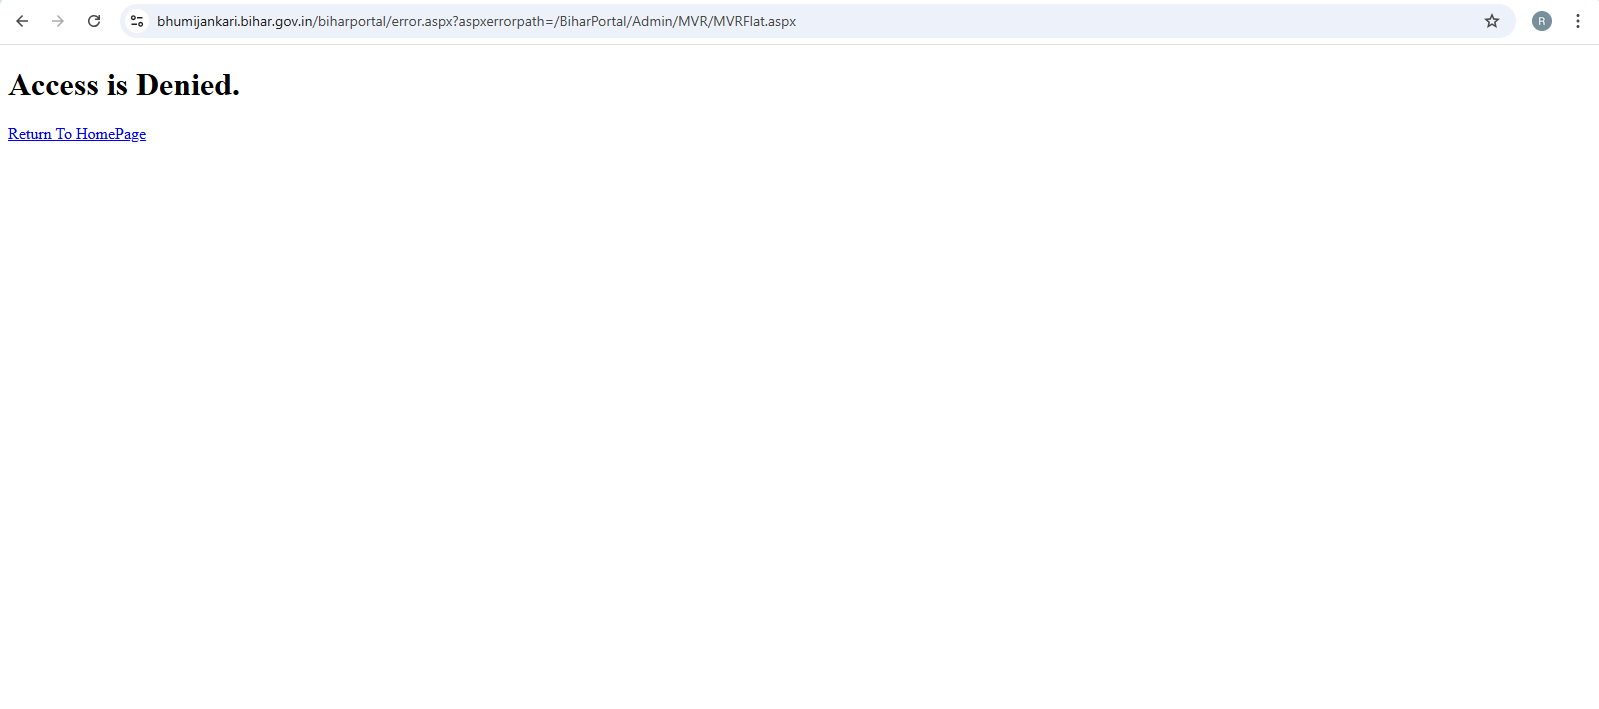 bhumijankari.bihar.gov.in/biharportal/error.aspx?aspxerrorpath=/BiharPortal/Admin/MVR/MVRFlat.aspx
R
Access is Denied.
Return To HomePage